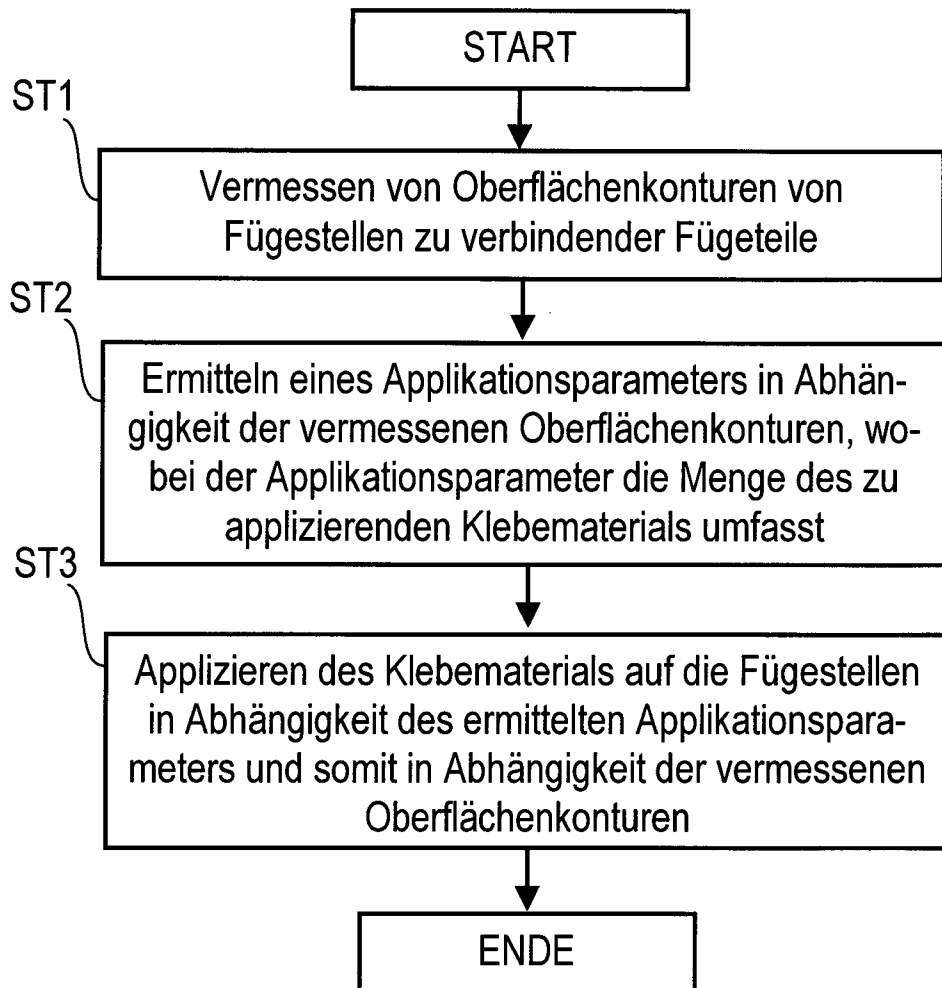 START
ST1
Vermessen von Oberflächenkonturen von
Fügestellen zu verbindender Fügeteile
ST2
Ermitteln eines Applikationsparameters in Abhän-
gigkeit der vermessenen Oberflächenkonturen, wo-
bei der Applikationsparameter die Menge des zu
applizierenden Klebematerials umfasst
ST3
Applizieren des Klebematerials auf die Fügestellen
in Abhängigkeit des ermittelten Applikationspara-
meters und somit in Abhängigkeit der vermessenen
Oberflächenkonturen
ENDE